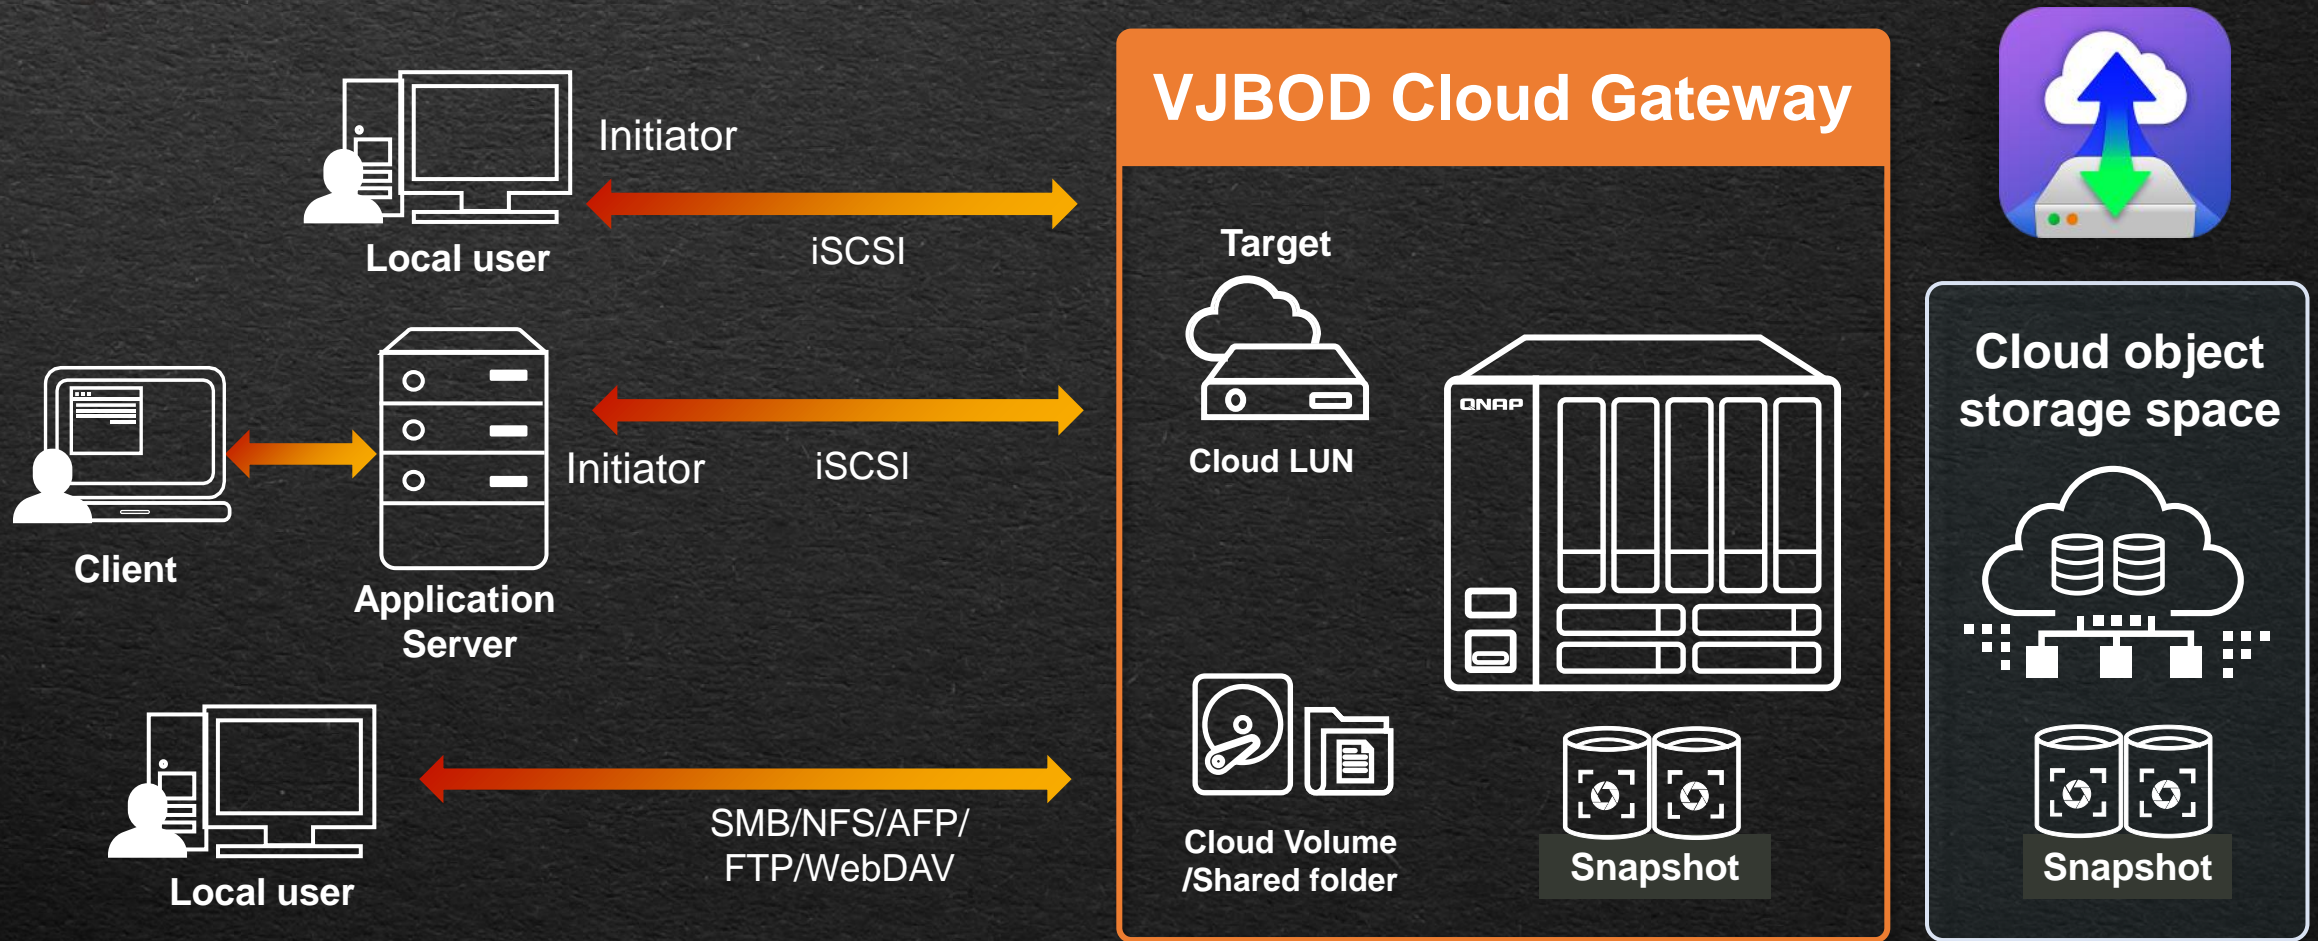 VJBOD Cloud Gateway
Initiator
iSCSI
Local user
Target
Cloud LUN
QNAP
Cloud object
storage space
Initiator
iSCSI
Client
Application
Server
SMB/NFS/AFP/
FTP/WebDAV
Local user
Cloud Volume
/Shared folder
Snapshot
Snapshot